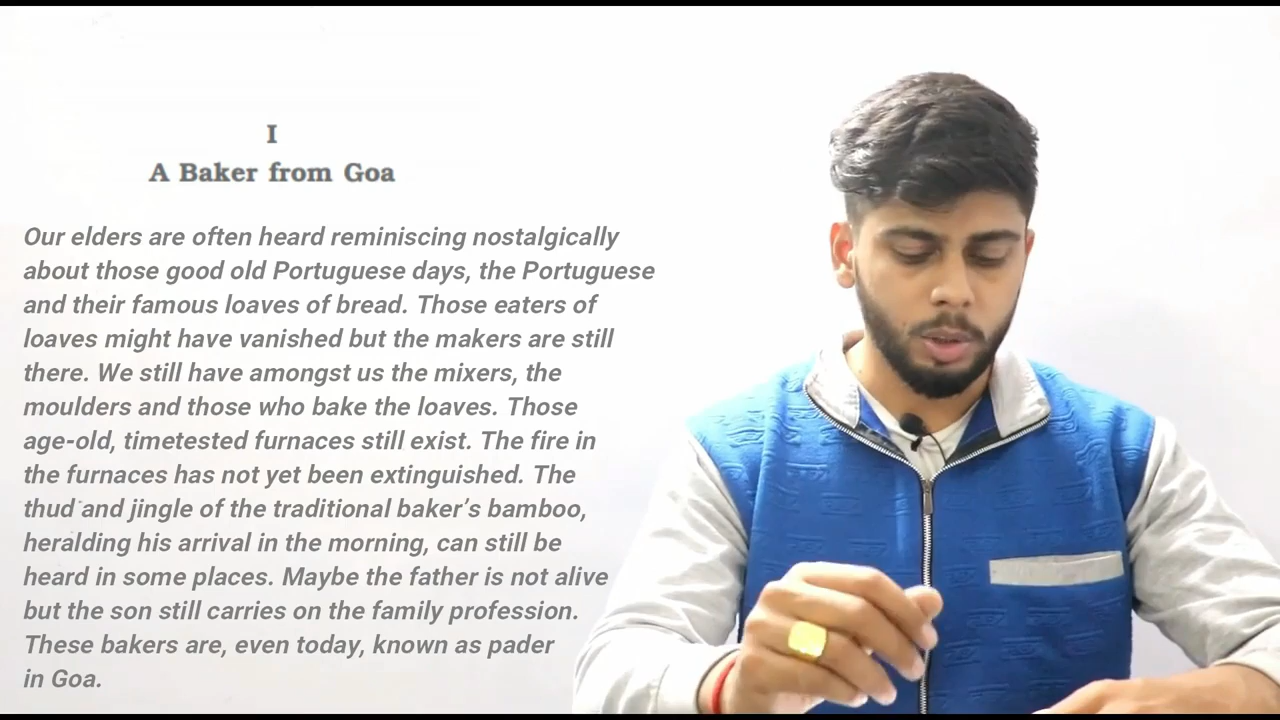 I
A Baker from Goa
Our elders are often heard reminiscing nostalgically
about those good old Portuguese days, the Portuguese
and their famous loaves of bread. Those eaters of
loaves might have vanished but the makers are still
there. We still have amongst us the mixers, the
moulders and those who bake the loaves. Those
age-old, timetested furnaces still exist. The fire in
the furnaces has not yet been extinguished. The
thud and jingle of the traditional baker’s bamboo,
heralding his arrival in the morning, can still be
heard in some places. Maybe the father is not alive
but the son still carries on the family profession.
These bakers are, even today, known as pader
in Goa.